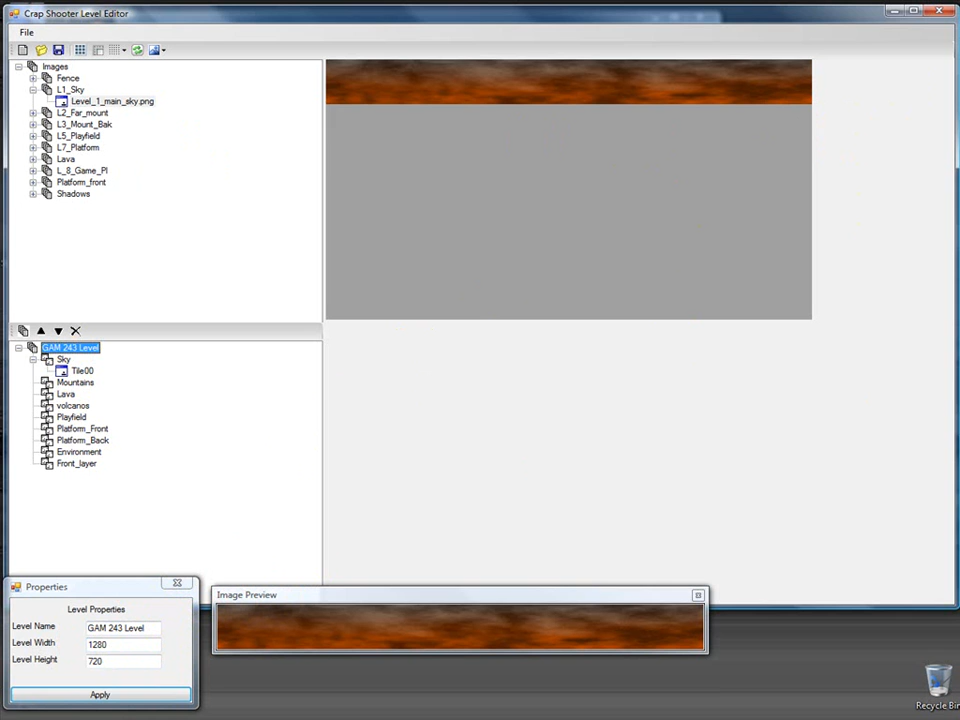 Crap Shooter Level Editor
File
Images
Fence
L1_Sky
Level_1_main_sky.png
L2_Far_mount
L3_Mount_Bak
L5_Playfield
L7_Platform
Lava
L_8_Game_Pl
Platform_front
Shadows
GAM 243 Level
Sky
Tile00
Mountains
Lava
volcanos
Playfield
Platform_Front
Platform_Back
Environment
Front_layer
Properties
Level Properties
Level Name GAM 243 Level
Level Width 1280
Level Height 720
Apply
Image Preview
Recycle Bin